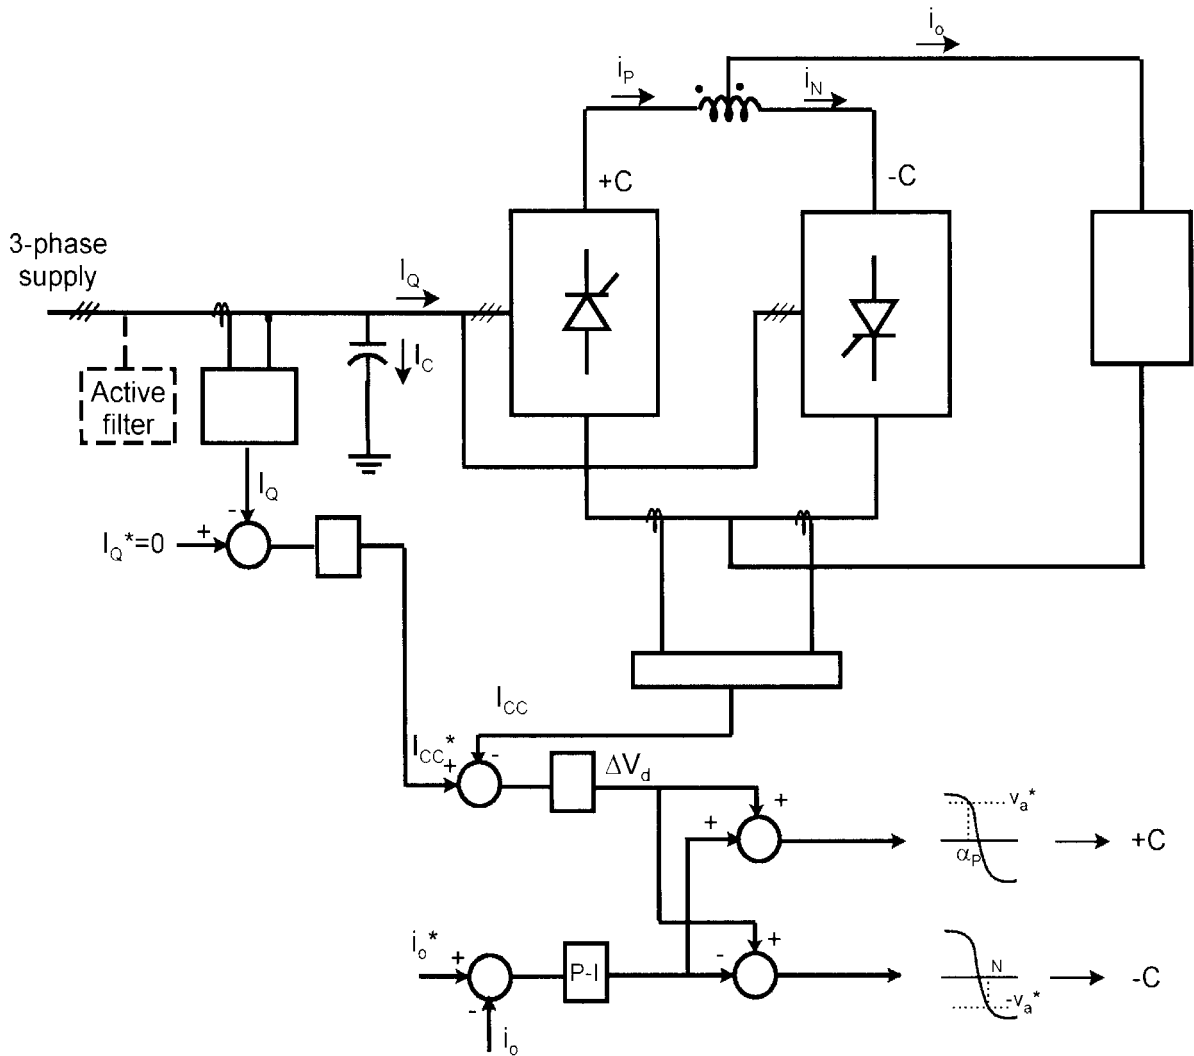 i_o
i_P
i_N
+C
-C
3-phase
supply
I_Q
I_C
Active
filter
I_Q
-
+
I_Q*=0
I_CC
I_CC*
+
-
ΔV_d
+
+
v_a*
α_P
+C
i_o*
+
-
P-I
-
+
N
-v_a*
-C
i_o